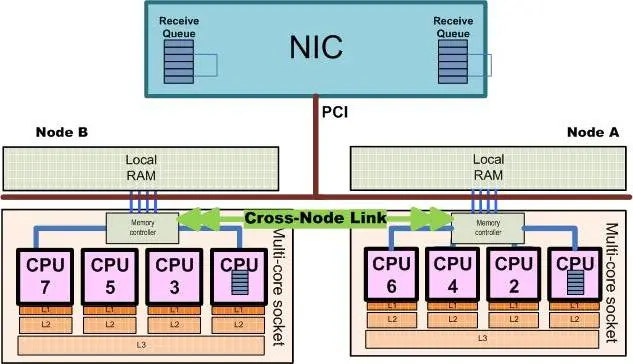 Receive
Queue
NIC
Receive
Queue
PCI
Node B
Node A
Local
RAM
Local
RAM
Cross-Node Link
Memory
controller
Memory
controller
Multi-core socket
Multi-core socket
CPU
7
CPU
5
CPU
3
CPU
CPU
6
CPU
4
CPU
2
CPU
L1
L1
L1
L1
L1
L1
L1
L1
L2
L2
L2
L2
L2
L2
L2
L2
L3
L3